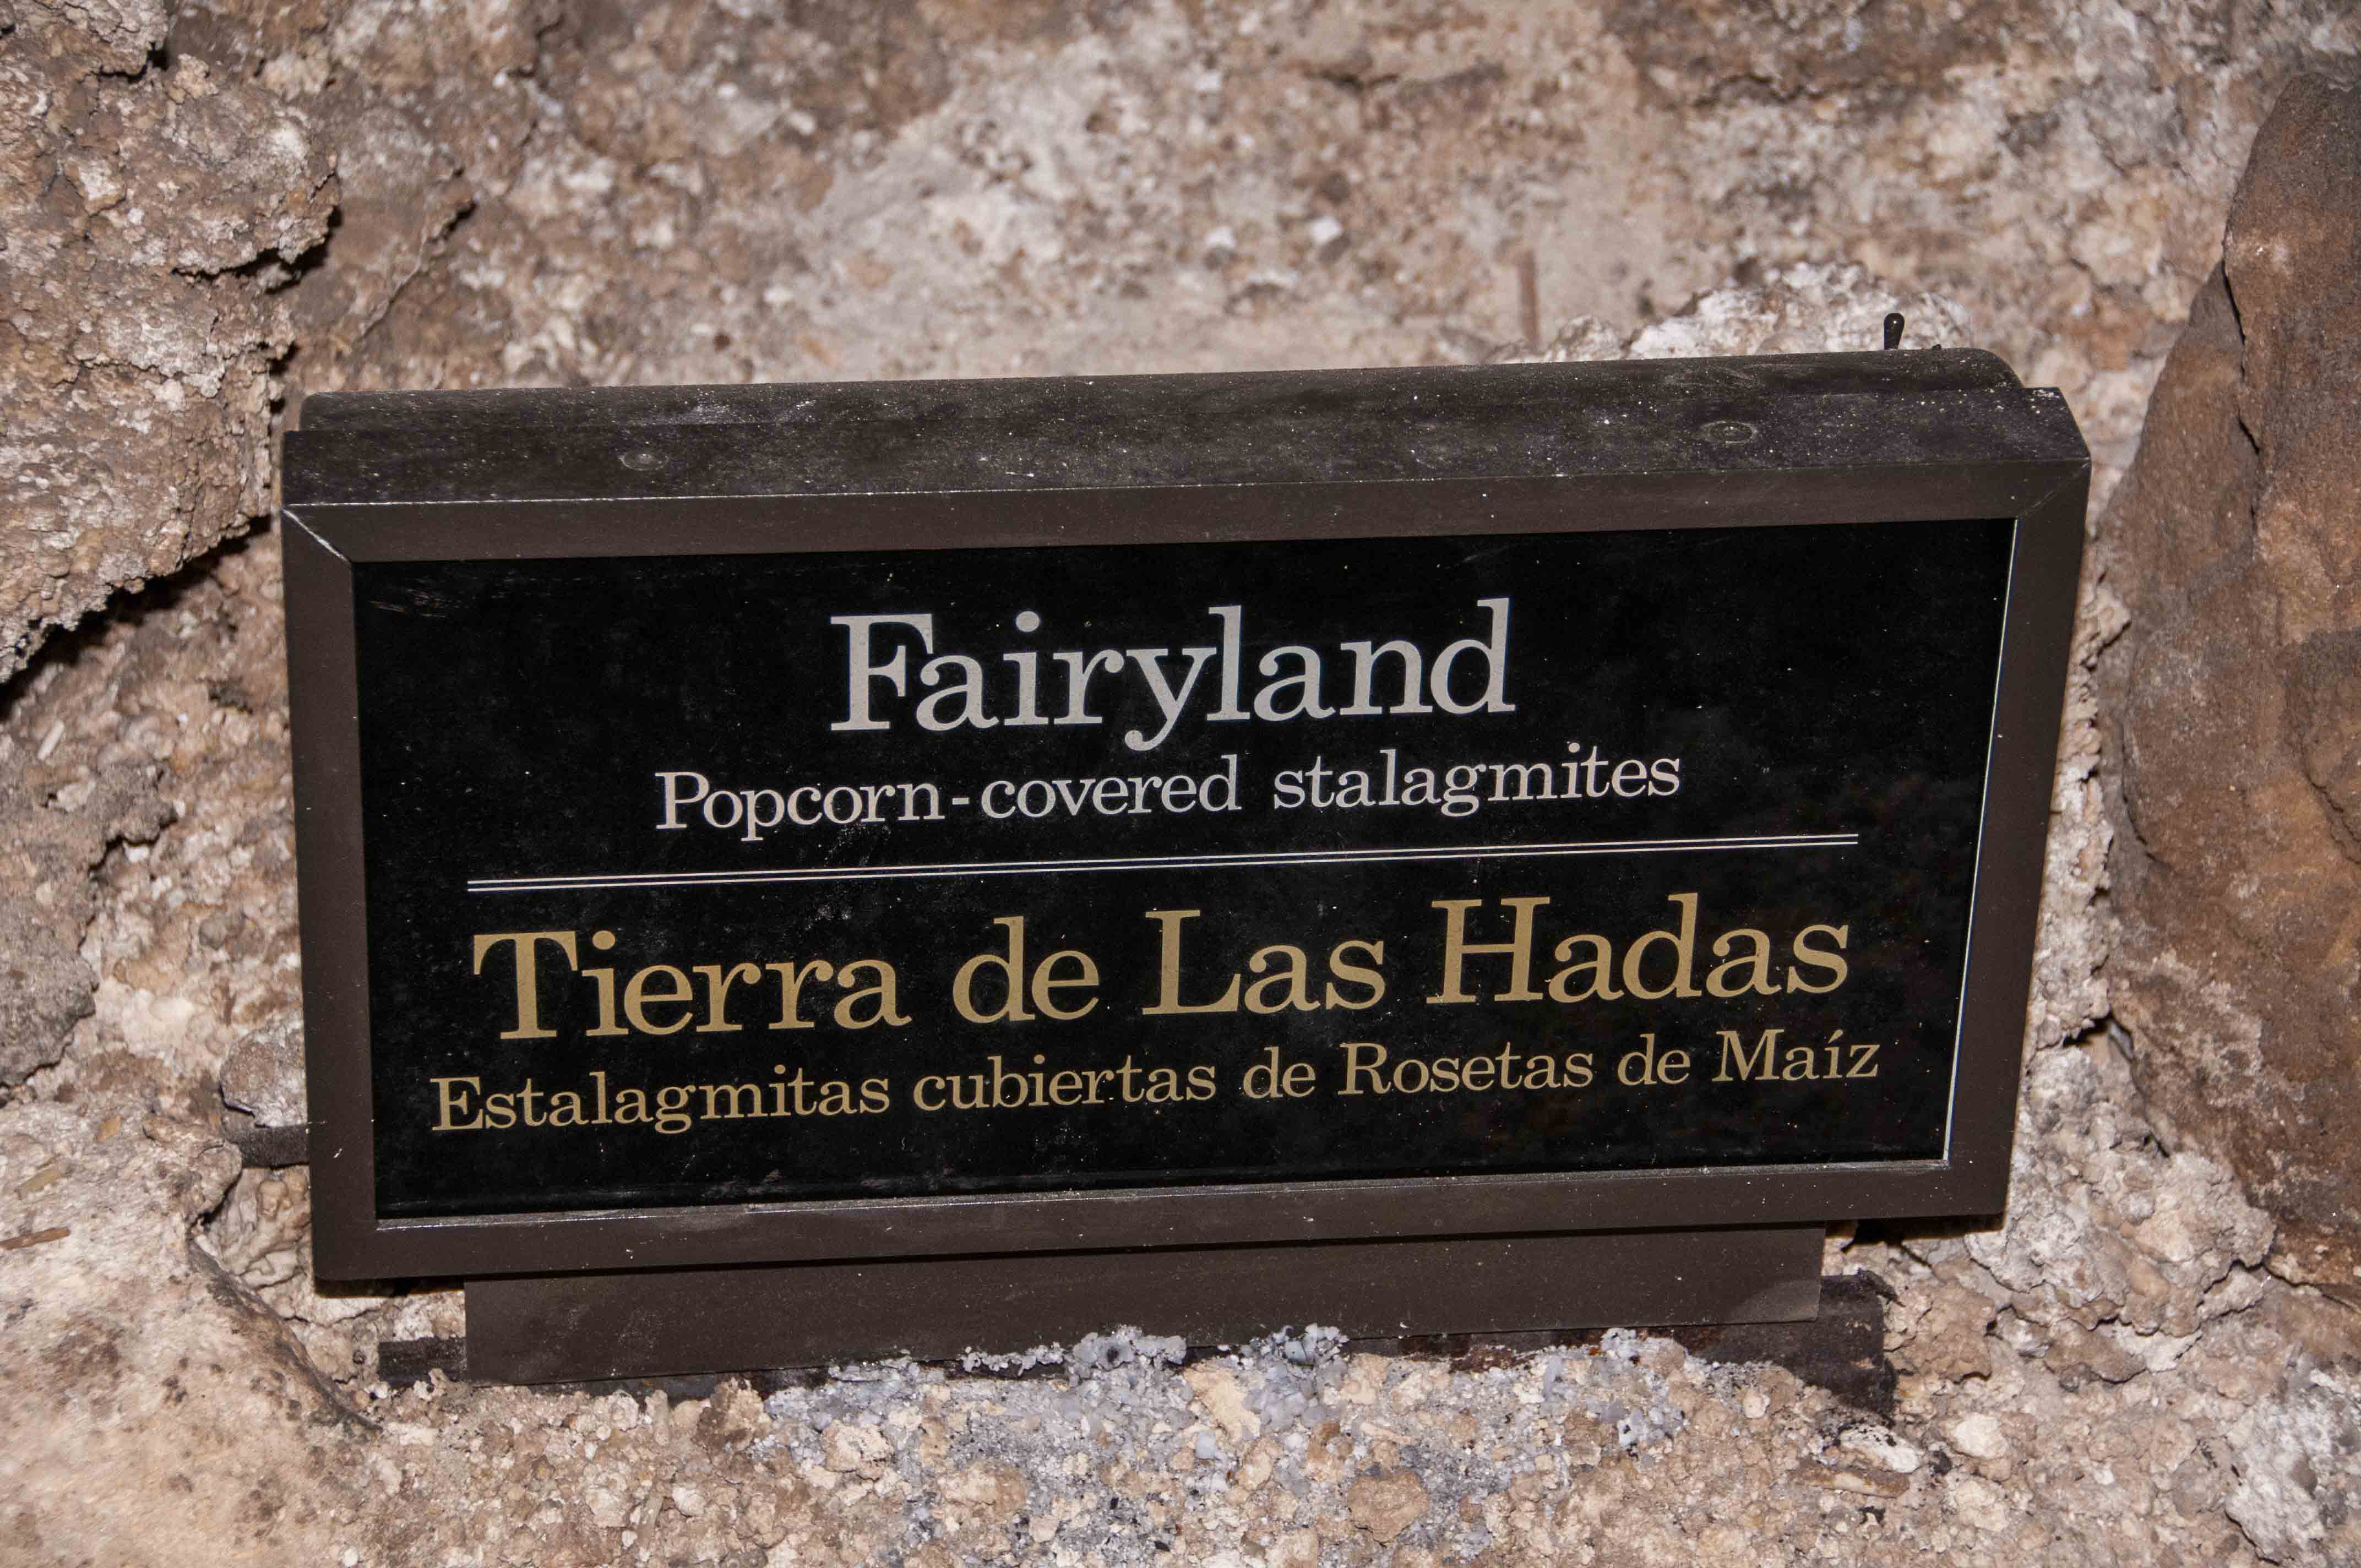 Fairyland
Popcorn-covered stalagmites
Tierra de Las Hadas
Estalagmitas cubiertas de Rosetas de Maíz